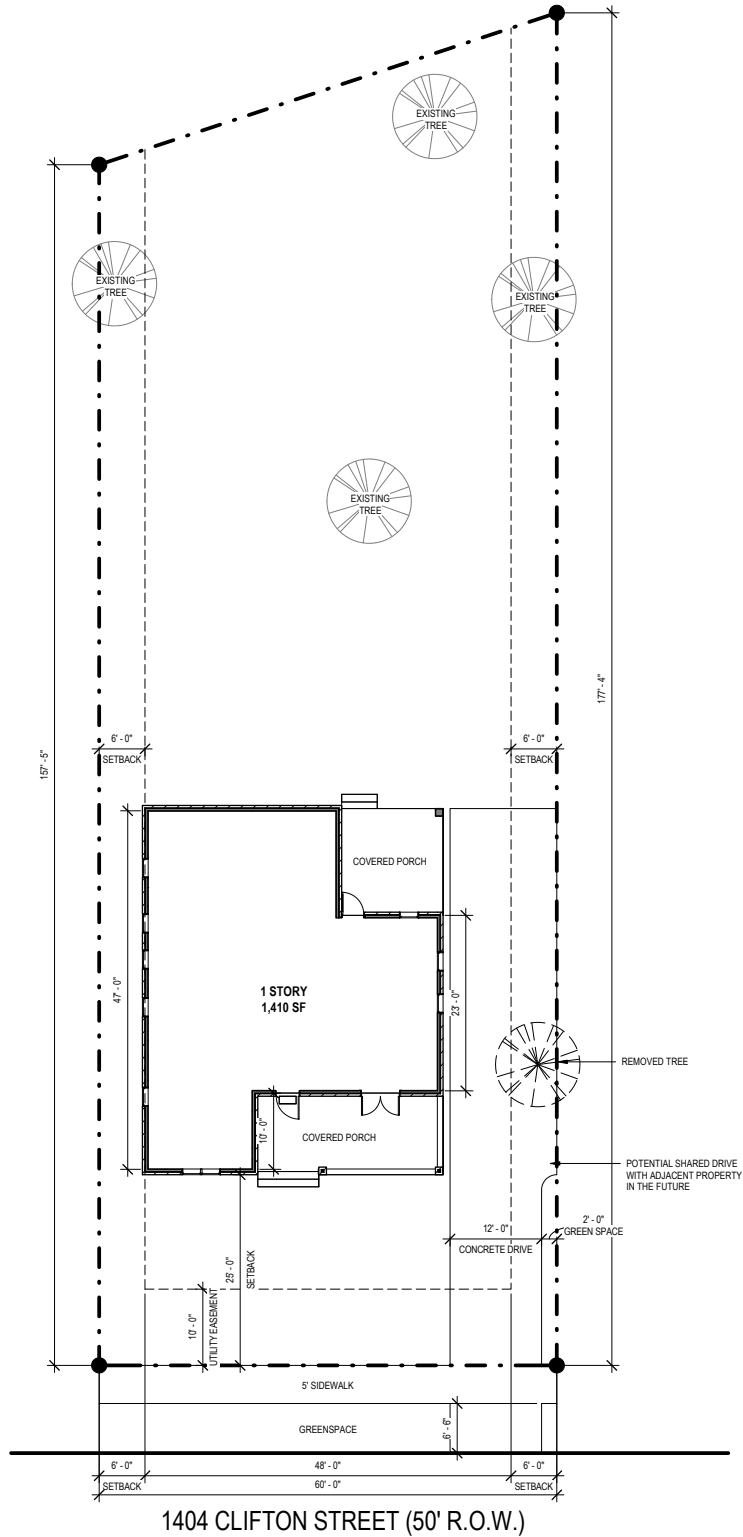 EXISTING
TREE
EXISTING
TREE
EXISTING
TREE
EXISTING
TREE
157' -5"
177' - 4"
6' - 0"
SETBACK
6' - 0"
SETBACK
COVERED PORCH
47' - 0"
1 STORY
1,410 SF
23' - 0"
REMOVED TREE
10' - 0"
COVERED PORCH
POTENTIAL SHARED DRIVE
WITH ADJACENT PROPERTY
IN THE FUTURE
12' - 0"
CONCRETE DRIVE
2' - 0"
GREEN SPACE
25' - 0"
SETBACK
10' - 0"
UTILITY EASEMENT
5' SIDEWALK
GREENSPACE
6' - 6"
6' - 0"
SETBACK
48' - 0"
60' - 0"
6' - 0"
SETBACK
1404 CLIFTON STREET (50' R.O.W.)